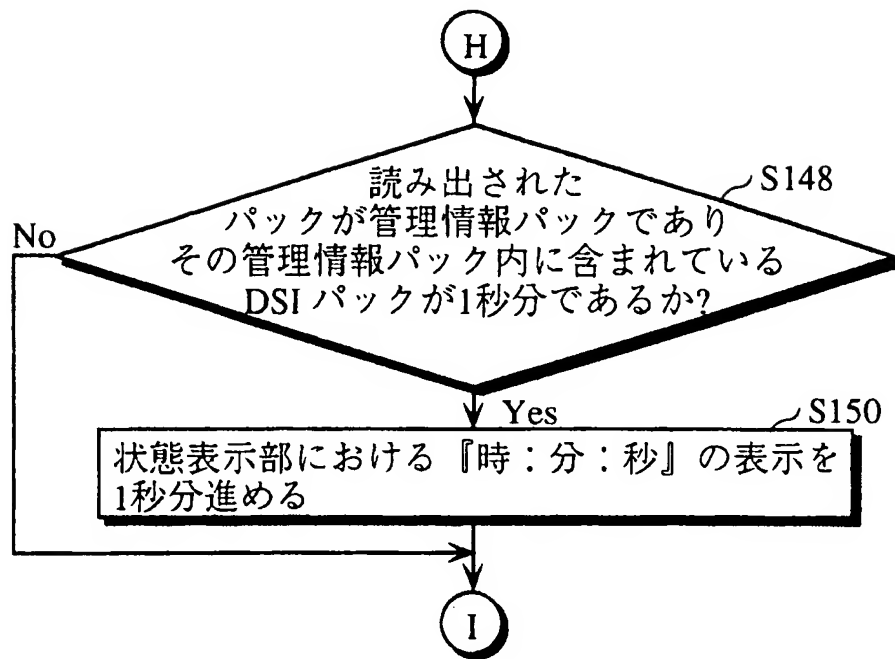 H
読み出された
パックが管理情報パックであり
その管理情報パック内に含まれている
DSI パックが1秒分であるか?
S148
No
Yes
S150
状態表示部における『時：分：秒』の表示を
1秒分進める
I